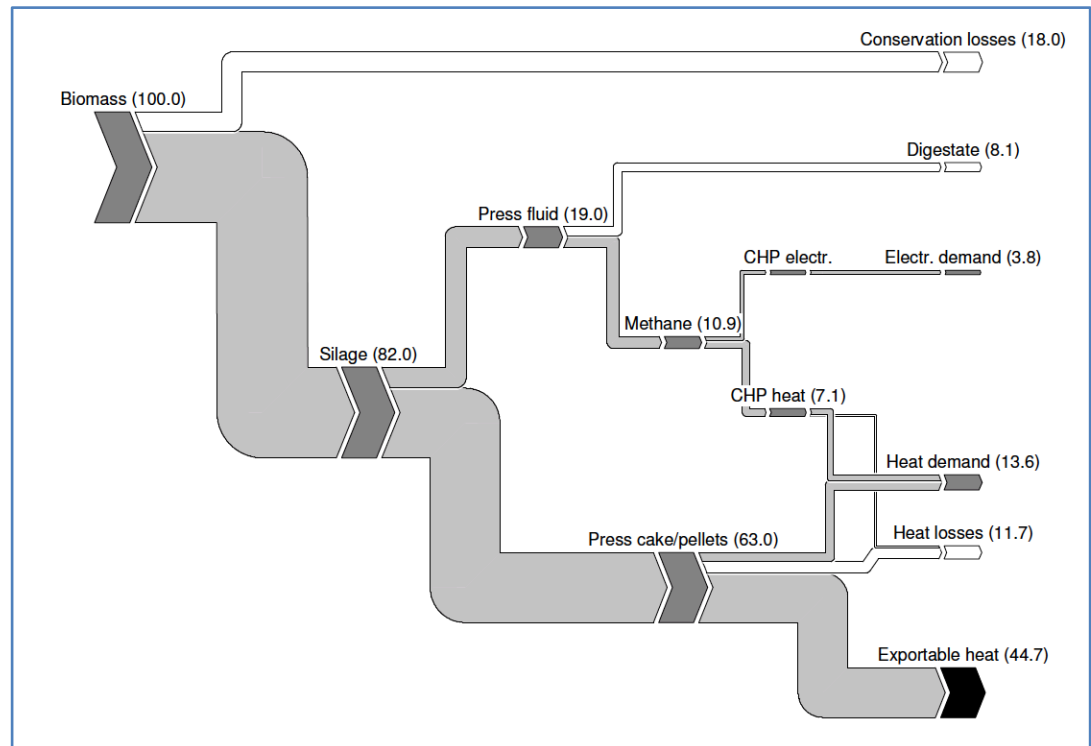 Conservation losses (18.0)
Biomass (100.0)
Digestate (8.1)
Press fluid (19.0)
CHP electr.
Electr. demand (3.8)
Methane (10.9)
Silage (82.0)
CHP heat (7.1)
Heat demand (13.6)
Heat losses (11.7)
Press cake/pellets (63.0)
Exportable heat (44.7)